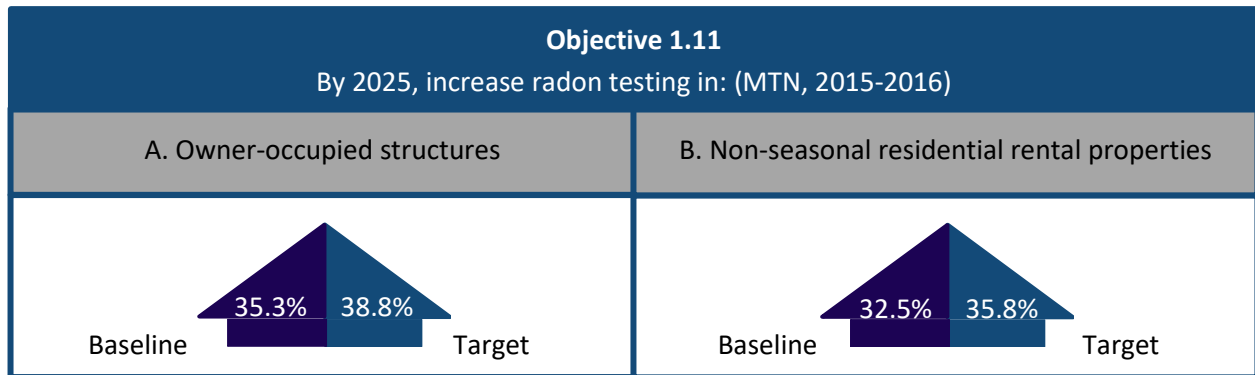 Objective 1.11
By 2025, increase radon testing in: (MTN, 2015-2016)
A. Owner-occupied structures
B. Non-seasonal residential rental properties
35.3% 38.8%
Baseline Target
32.5% 35.8%
Baseline Target